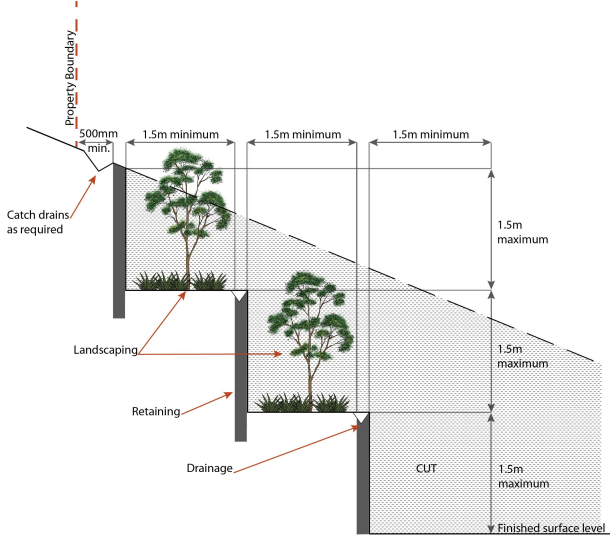 Property Boundary
500mm
min.
1.5m minimum
1.5m minimum
1.5m minimum
Catch drains
as required
1.5m
maximum
Landscaping
1.5m
maximum
Retaining
Drainage
CUT
1.5m
maximum
Finished surface level